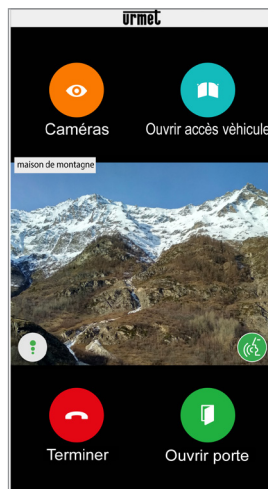 urmet
Caméras
Ouvrir accès vèhicule
maison de montagne
Terminer
Ouvrir porte